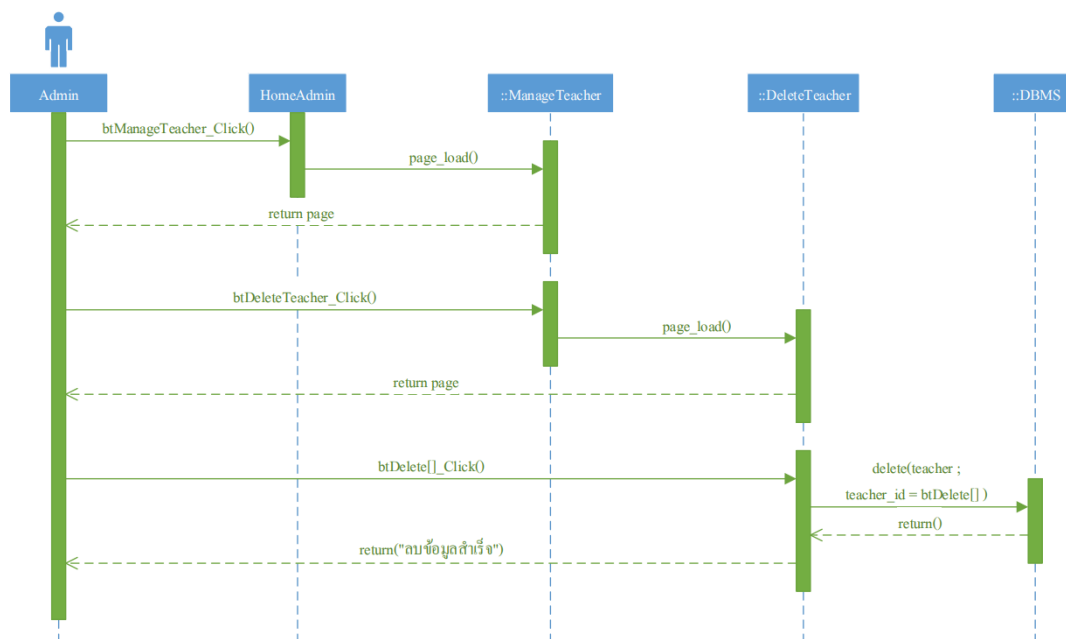 Admin
HomeAdmin
::ManageTeacher
::DeleteTeacher
::DBMS
btManageTeacher_Click()
page_load()
return page
btDeleteTeacher_Click()
page_load()
return page
btDelete[]_Click()
delete(teacher ;
teacher_id = btDelete[] )
return()
return("ลบข้อมูลสำเร็จ")